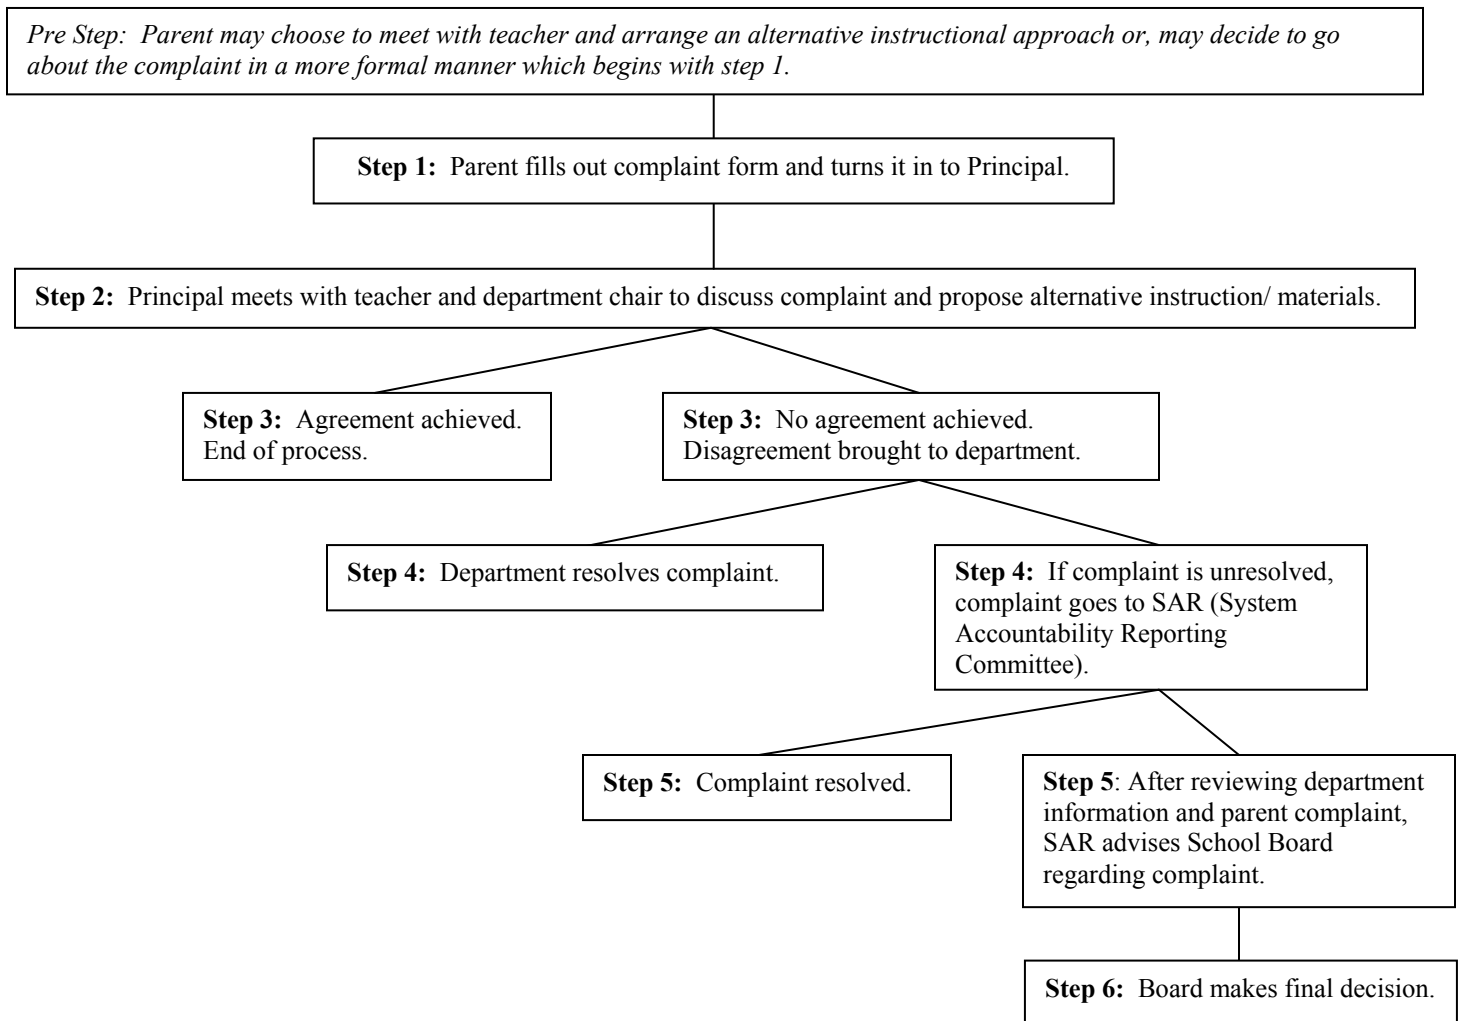 Pre Step: Parent may choose to meet with teacher and arrange an alternative instructional approach or, may decide to go
about the complaint in a more formal manner which begins with step 1.
Step 1: Parent fills out complaint form and turns it in to Principal.
Step 2: Principal meets with teacher and department chair to discuss complaint and propose alternative instruction/ materials.
Step 3: Agreement achieved.
End of process.
Step 3: No agreement achieved.
Disagreement brought to department.
Step 4: Department resolves complaint.
Step 4: If complaint is unresolved,
complaint goes to SAR (System
Accountability Reporting
Committee).
Step 5: Complaint resolved.
Step 5: After reviewing department
information and parent complaint,
SAR advises School Board
regarding complaint.
Step 6: Board makes final decision.